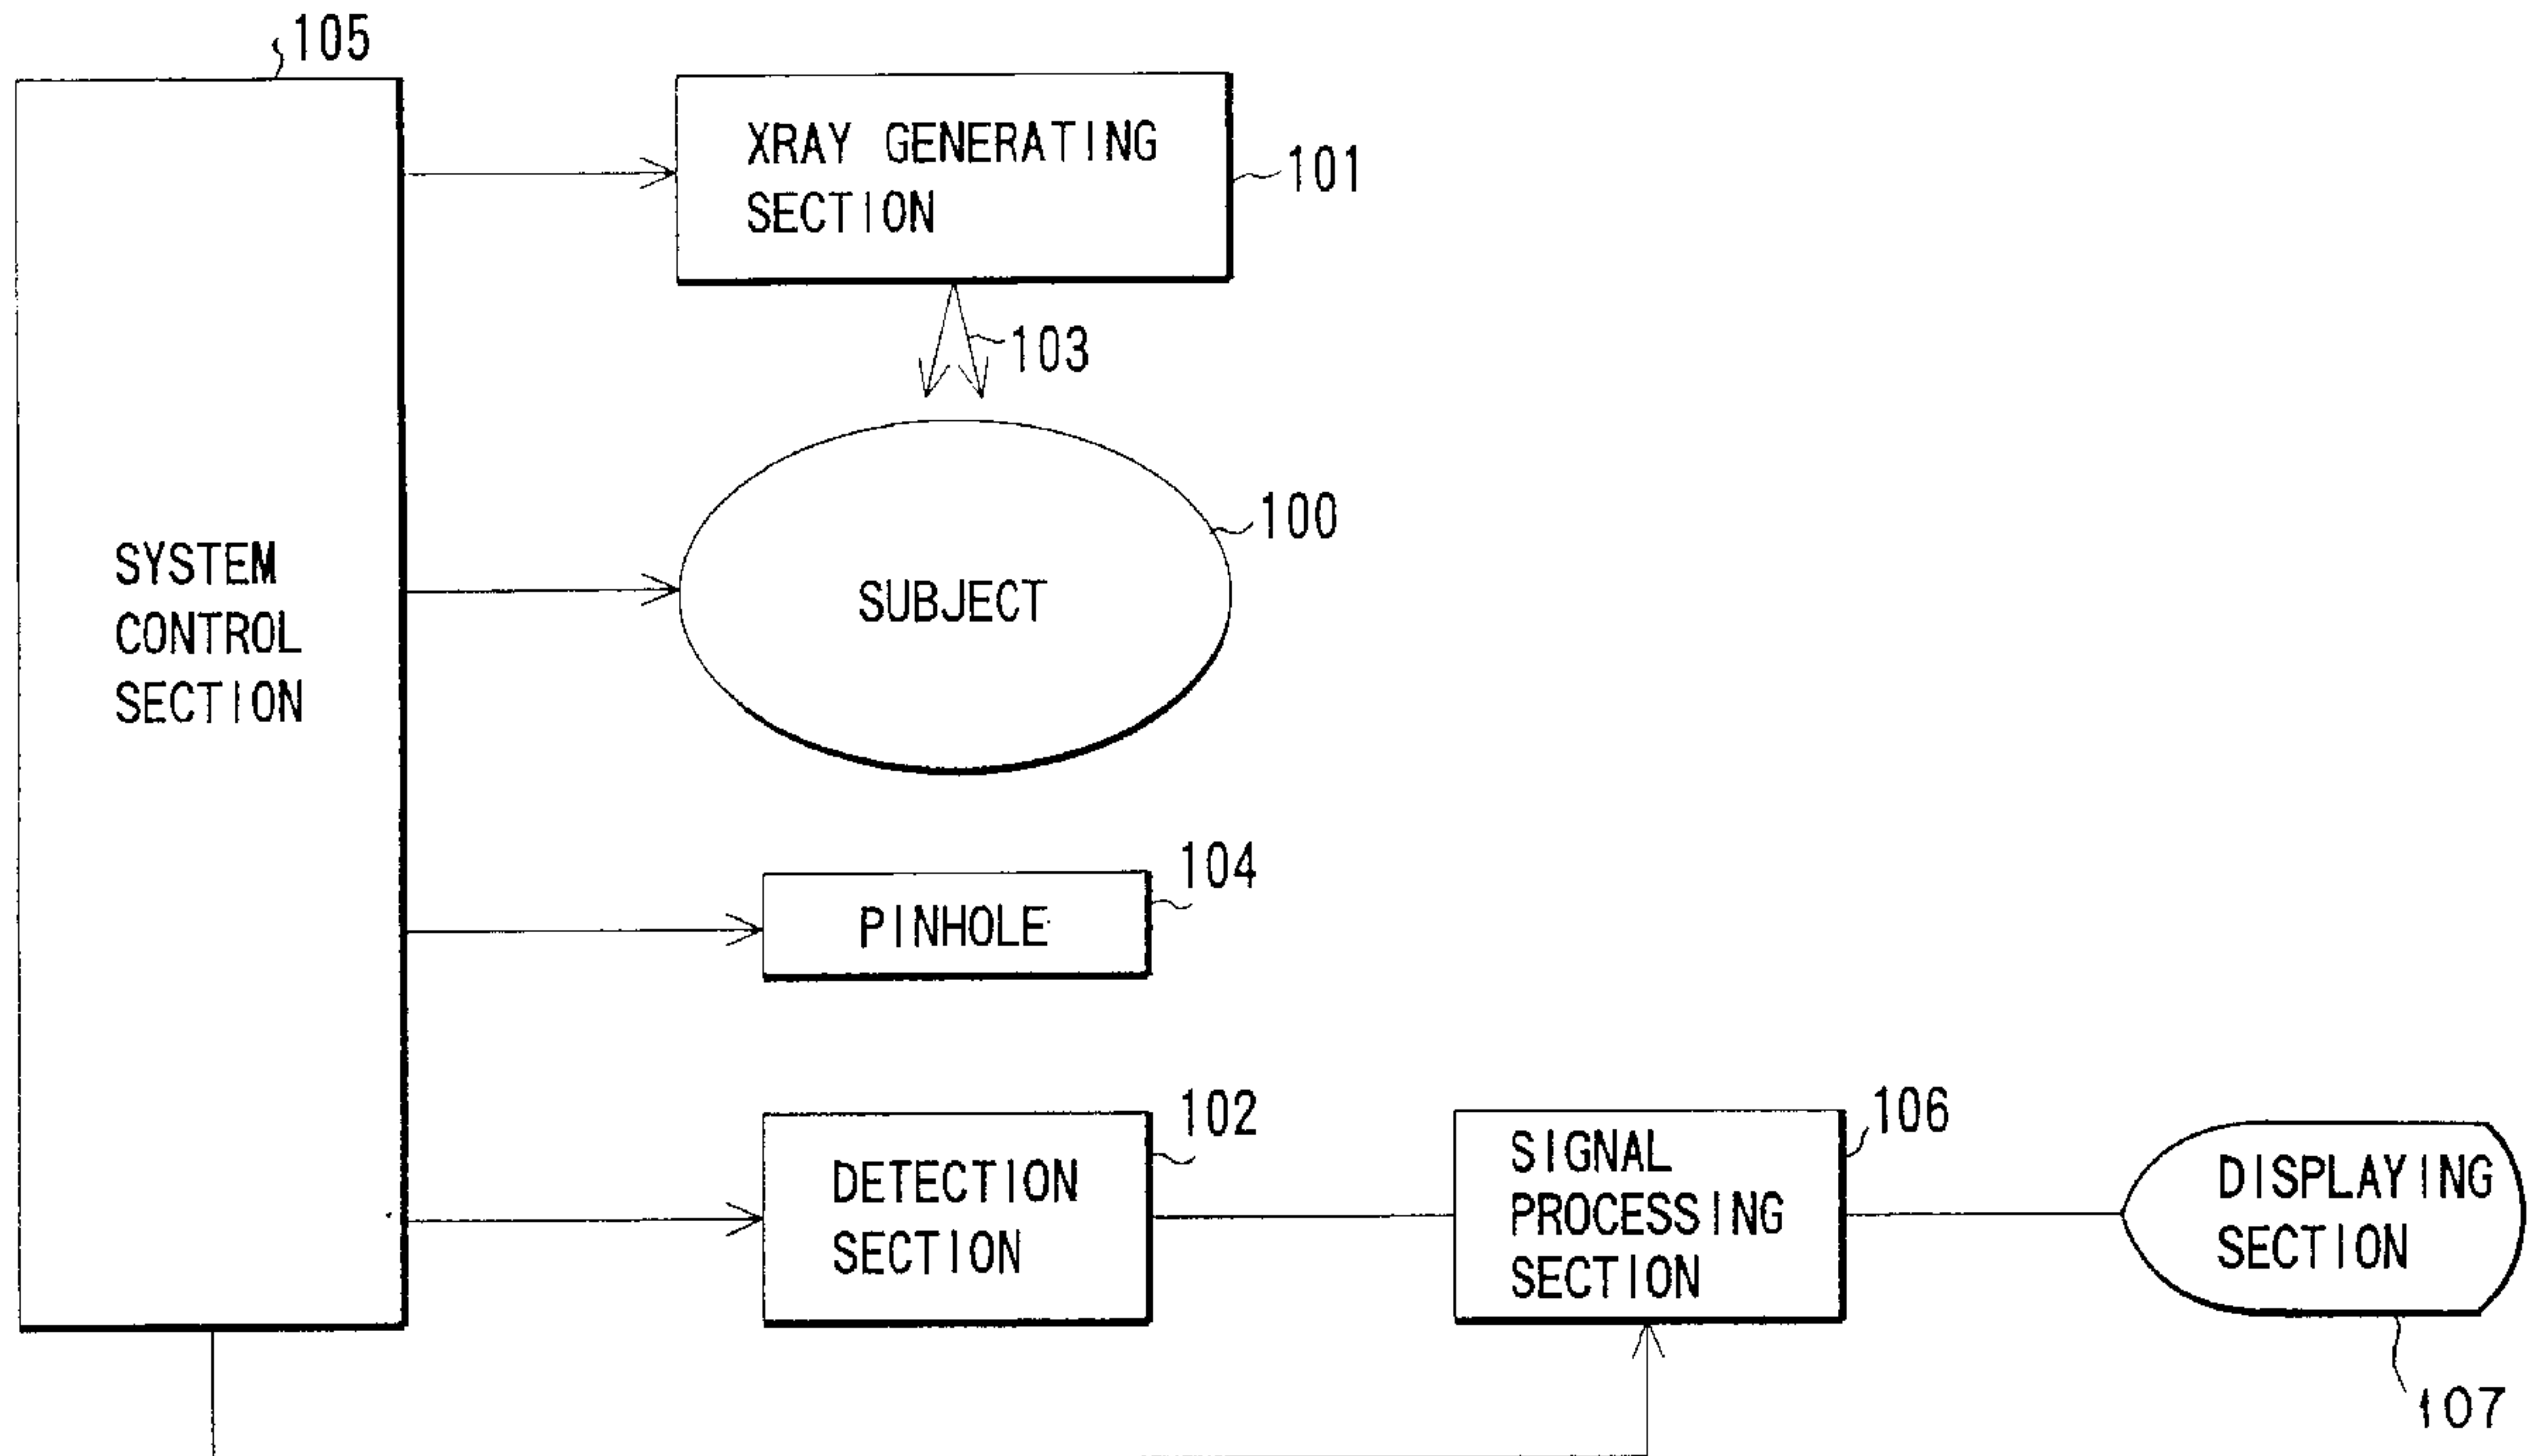 105
XRAY GENERATING
SECTION
101
103
100
SUBJECT
SYSTEM
CONTROL
SECTION
104
PINHOLE
102
DETECTION
SECTION
106
SIGNAL
PROCESSING
SECTION
DISPLAYING
SECTION
107